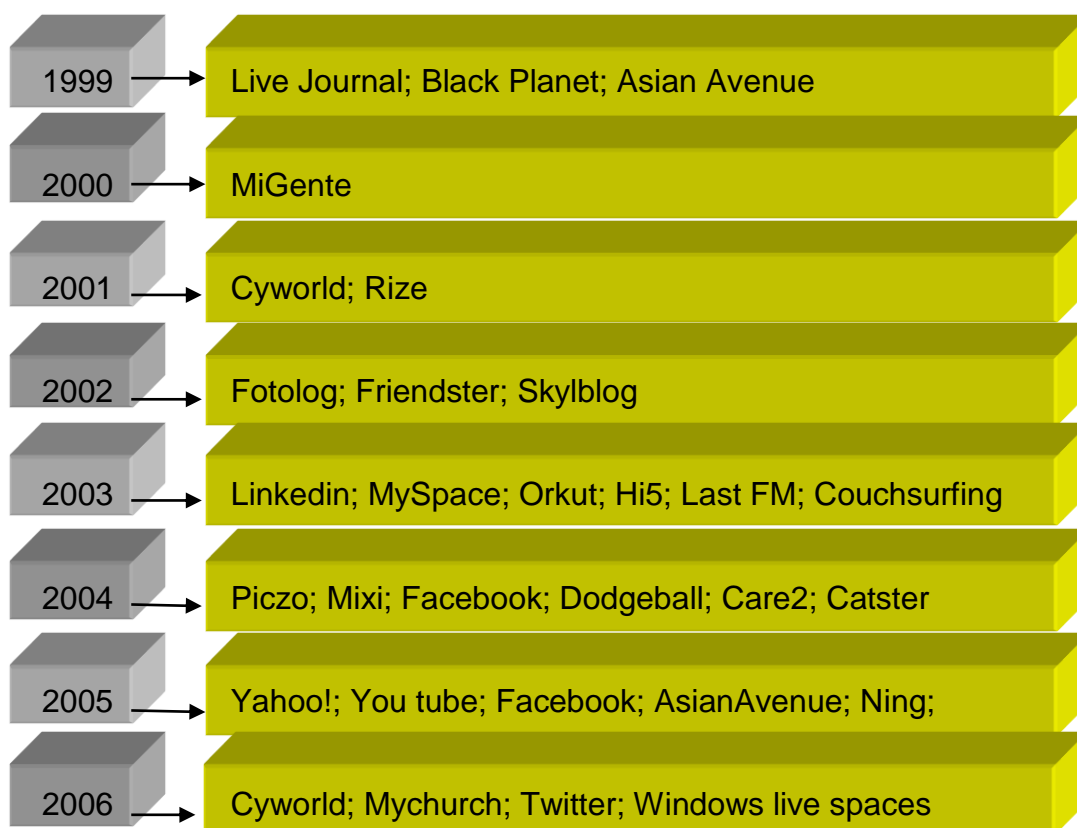 1999 Live Journal; Black Planet; Asian Avenue
2000 MiGente
2001 Cyworld; Rize
2002 Fotolog; Friendster; Skylblog
2003 Linkedin; MySpace; Orkut; Hi5; Last FM; Couchsurfing
2004 Piczo; Mixi; Facebook; Dodgeball; Care2; Catster
2005 Yahoo!; You tube; Facebook; AsianAvenue; Ning;
2006 Cyworld; Mychurch; Twitter; Windows live spaces